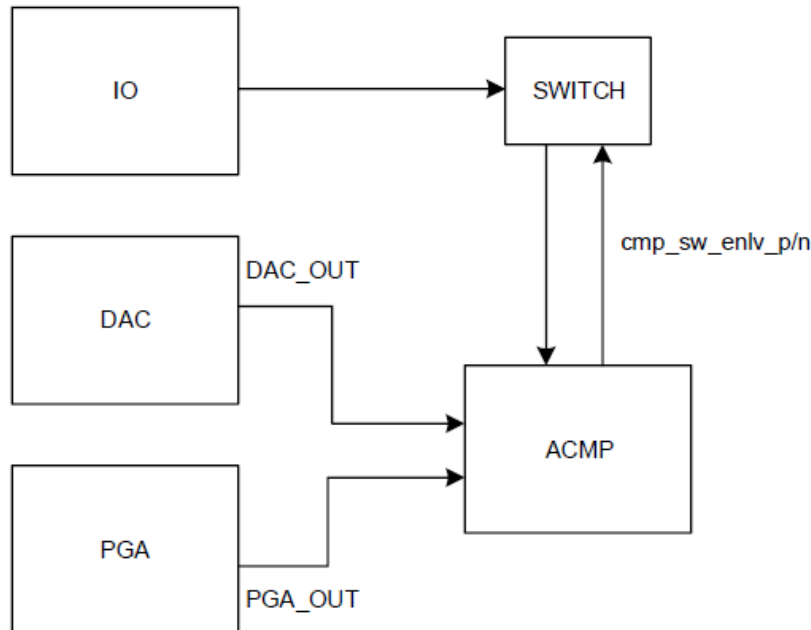 IO
SWITCH
cmp_sw_enlv_p/n
DAC_OUT
DAC
ACMP
PGA
PGA_OUT